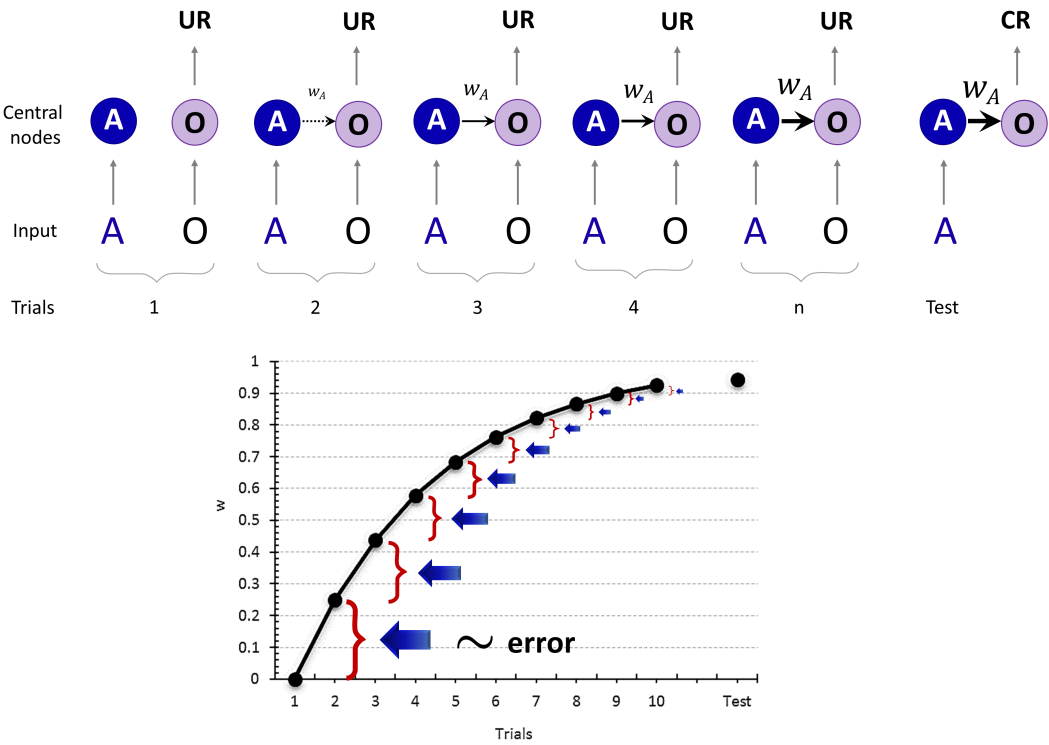 UR UR UR UR UR CR
Central nodes
A O A w_A O A w_A O A w_A O A w_A O A w_A O
Input A O A O A O A O A O A
Trials 1 2 3 4 n Test
1
0.9
0.8
0.7
0.6
w
0.5
0.4
0.3
0.2
~ error
0.1
0
1 2 3 4 5 6 7 8 9 10 Test
Trials